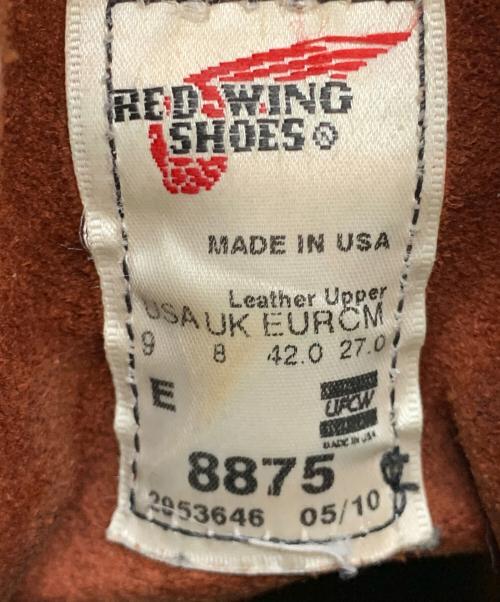 RED WING
SHOES®
MADE IN USA
Leather Upper
USA UK EUR CM
9 8 42.0 27.0
E
UFCW
MADE IN USA
8875
2953646 05/10